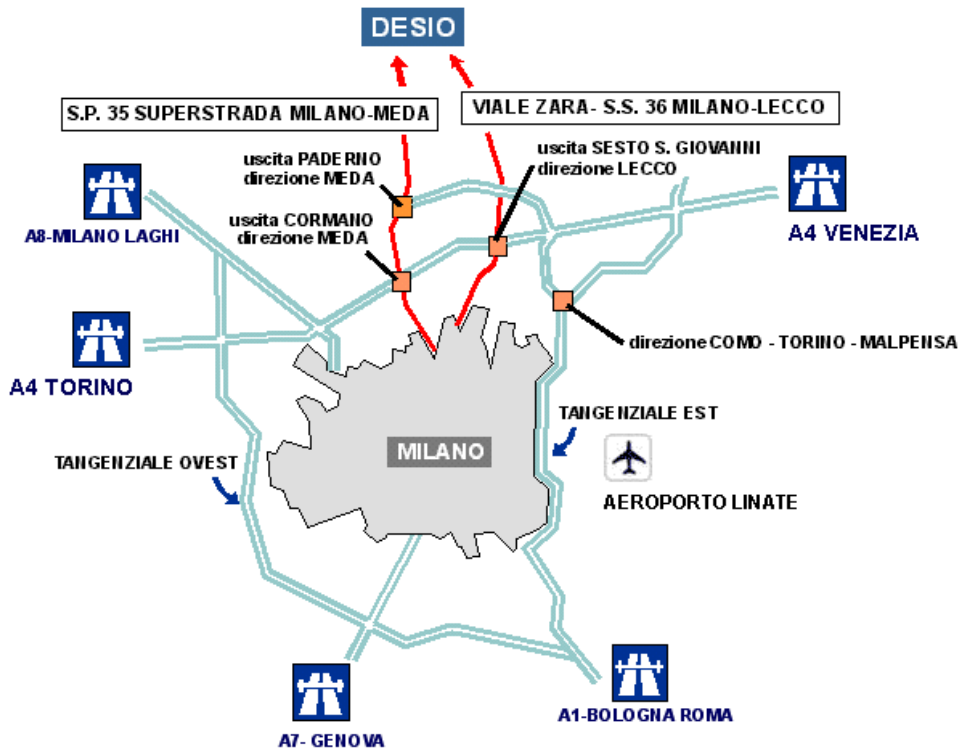 DESIO
S.P. 35 SUPERSTRADA MILANO-MEDA
VIALE ZARA- S.S. 36 MILANO-LECCO
uscita PADERNO
direzione MEDA
uscita SESTO S. GIOVANNI
direzione LECCO
uscita CORMANO
direzione MEDA
A8-MILANO LAGHI
A4 VENEZIA
direzione COMO - TORINO - MALPENSA
A4 TORINO
TANGENZIALE EST
MILANO
TANGENZIALE OVEST
AEROPORTO LINATE
A1-BOLOGNA ROMA
A7- GENOVA